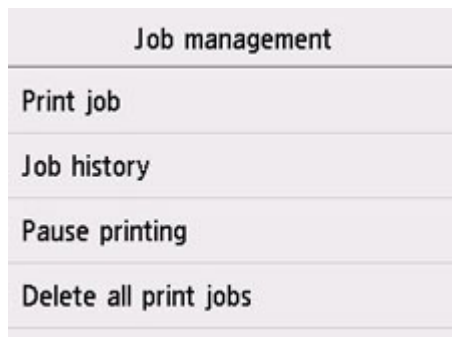 Job management
Print job
Job history
Pause printing
Delete all print jobs